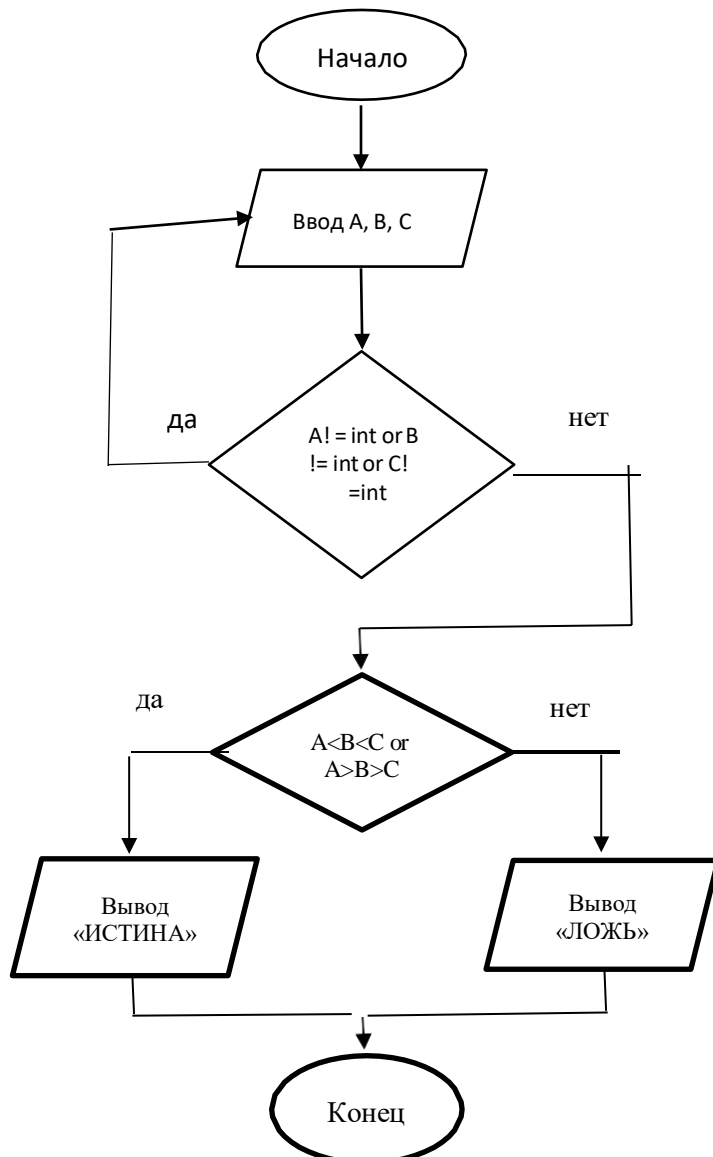 Начало
Ввод A, B, C
да
нет
A! = int or B
!= int or C!
=int
да
нет
A<B<C or
A>B>C
Вывод
«ИСТИНА»
Вывод
«ЛОЖЬ»
Конец